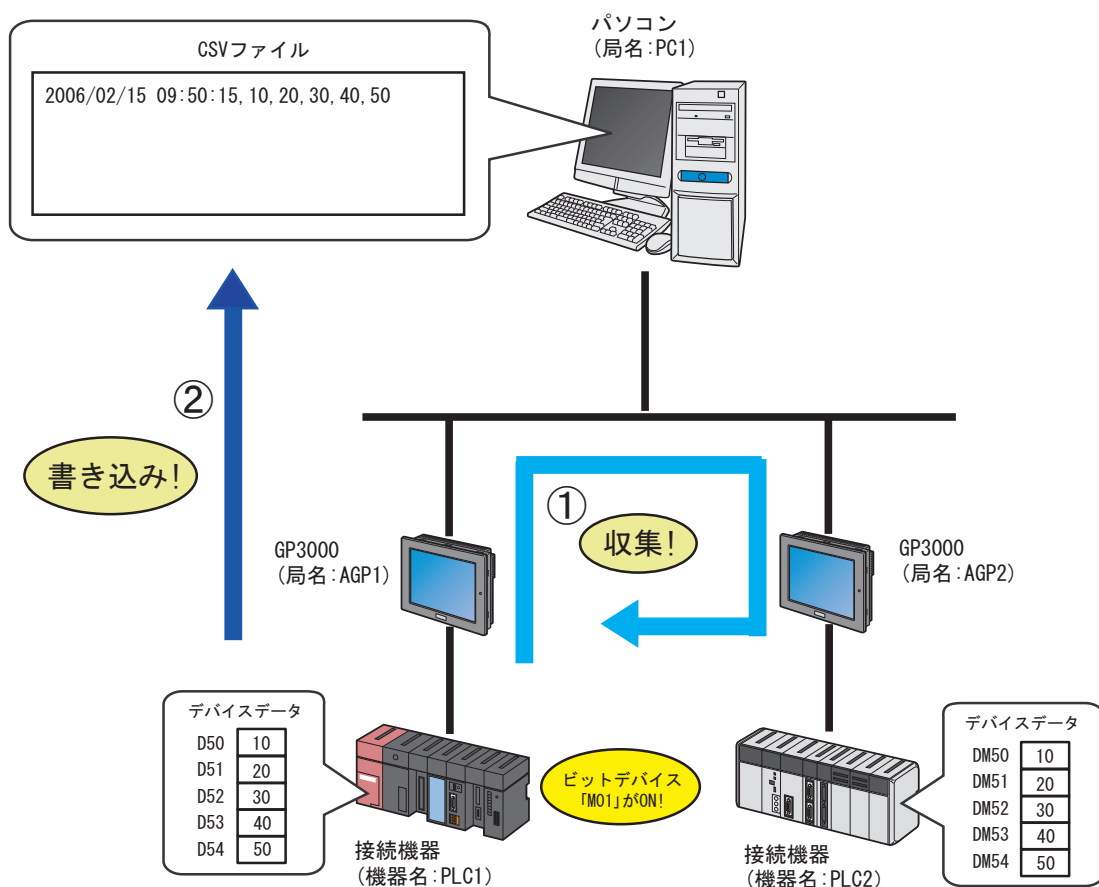 パソコン
(局名:PC1)
CSVファイル
2006/02/15 09:50:15,10,20,30,40,50
②
書き込み!
①
収集!
GP3000
(局名:AGP1)
GP3000
(局名:AGP2)
デバイスデータ
D50 10
D51 20
D52 30
D53 40
D54 50
ビットデバイス
「M01」がON!
デバイスデータ
DM50 10
DM51 20
DM52 30
DM53 40
DM54 50
接続機器
(機器名:PLC1)
接続機器
(機器名:PLC2)